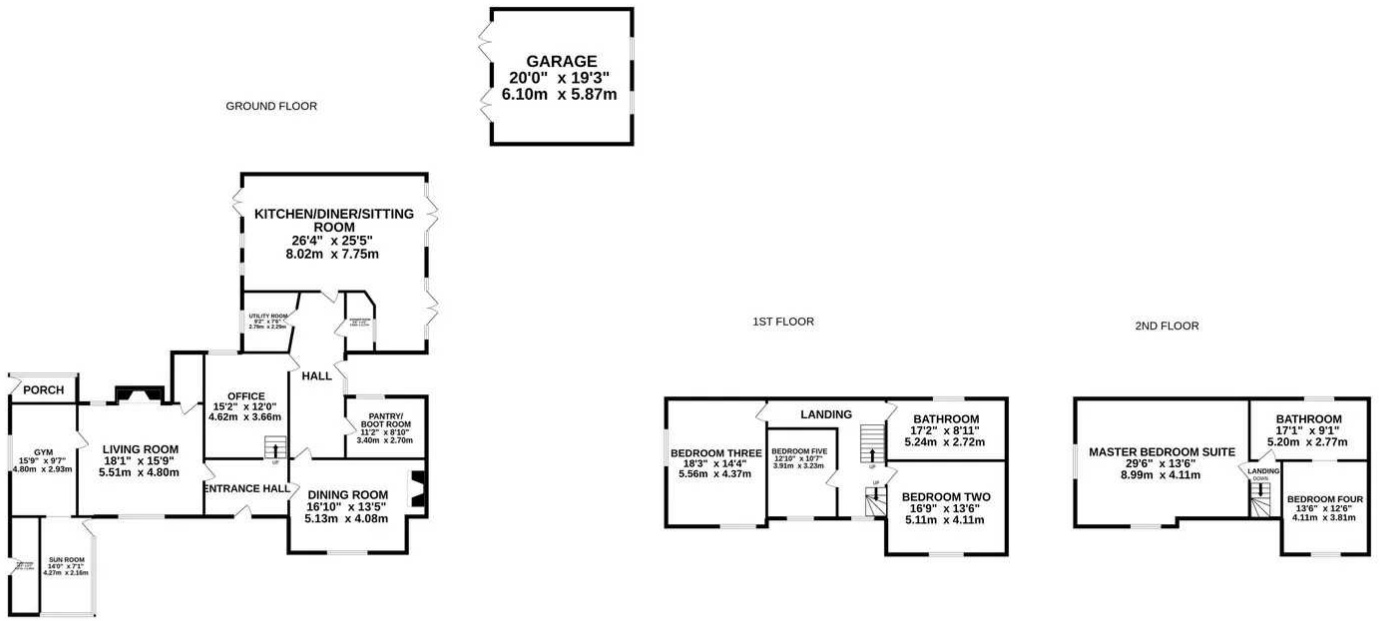 GARAGE
20'0" x 19'3"
6.10m x 5.87m
GROUND FLOOR
KITCHEN/DINER/SITTING
ROOM
26'4" x 25'5"
8.02m x 7.75m
UTILITY ROOM
9'2" x 7'6"
2.79m x 2.29m
HALL
OFFICE
15'2" x 12'0"
4.62m x 3.66m
UP
PANTRY/
BOOT ROOM
11'2" x 8'10"
3.40m x 2.70m
PORCH
GYM
15'9" x 9'7"
4.80m x 2.93m
LIVING ROOM
18'1" x 15'9"
5.51m x 4.80m
ENTRANCE HALL
DINING ROOM
16'10" x 13'5"
5.13m x 4.08m
SUN ROOM
14'0" x 7'1"
4.27m x 2.16m
1ST FLOOR
LANDING
BATHROOM
17'2" x 8'11"
5.24m x 2.72m
BEDROOM THREE
18'3" x 14'4"
5.56m x 4.37m
BEDROOM FIVE
12'10" x 10'7"
3.91m x 3.23m
UP
UP
BEDROOM TWO
16'9" x 13'6"
5.11m x 4.11m
2ND FLOOR
BATHROOM
17'1" x 9'1"
5.20m x 2.77m
MASTER BEDROOM SUITE
29'6" x 13'6"
8.99m x 4.11m
LANDING
DOWN
BEDROOM FOUR
13'6" x 12'6"
4.11m x 3.81m